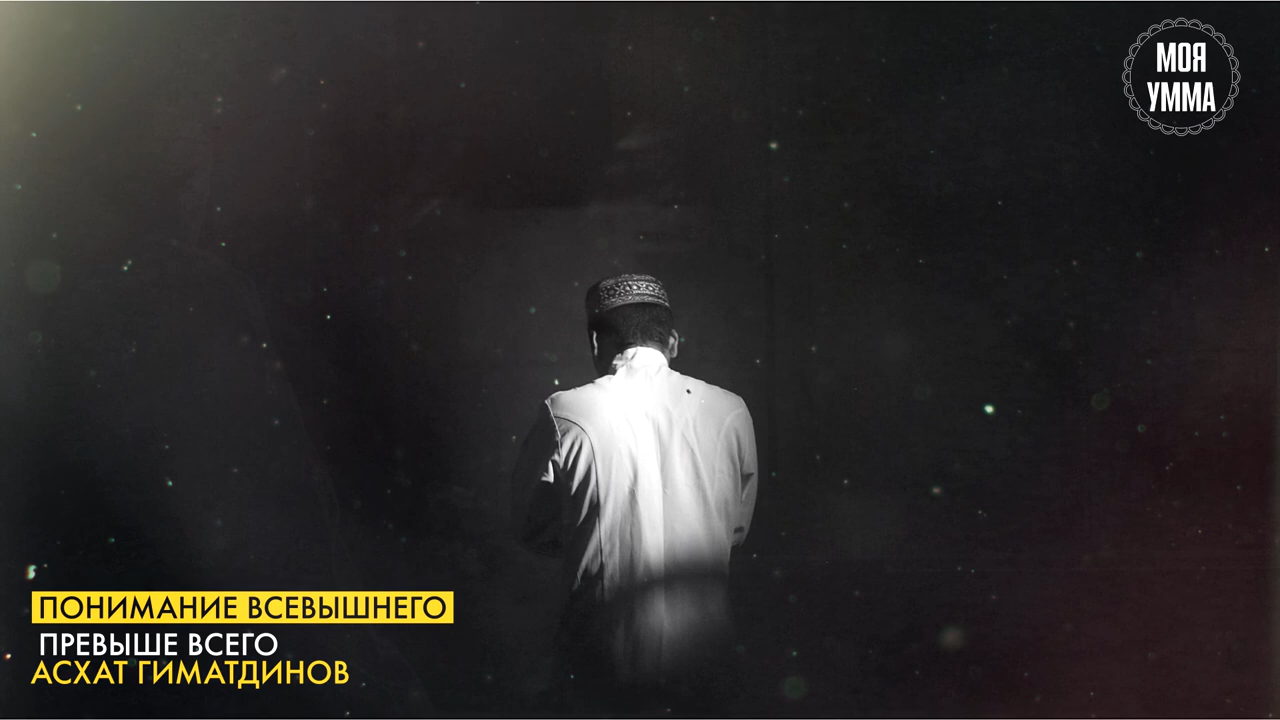 МОЯ
УММА
ПОНИМАНИЕ ВСЕВЫШНЕГО
ПРЕВЫШЕ ВСЕГО
АСХАТ ГИМАТДИНОВ